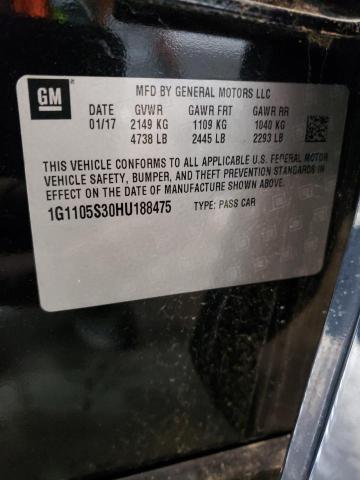 GM
MFD BY GENERAL MOTORS LLC
DATE GVWR GAWR FRT GAWR RR
01/17 2149 KG 1109 KG 1040 KG
4738 LB 2445 LB 2293 LB
THIS VEHICLE CONFORMS TO ALL APPLICABLE U.S. FEDERAL MOTOR
VEHICLE SAFETY, BUMPER, AND THEFT PREVENTION STANDARDS IN
EFFECT ON THE DATE OF MANUFACTURE SHOWN ABOVE.
1G1105S30HU188475 TYPE: PASS CAR